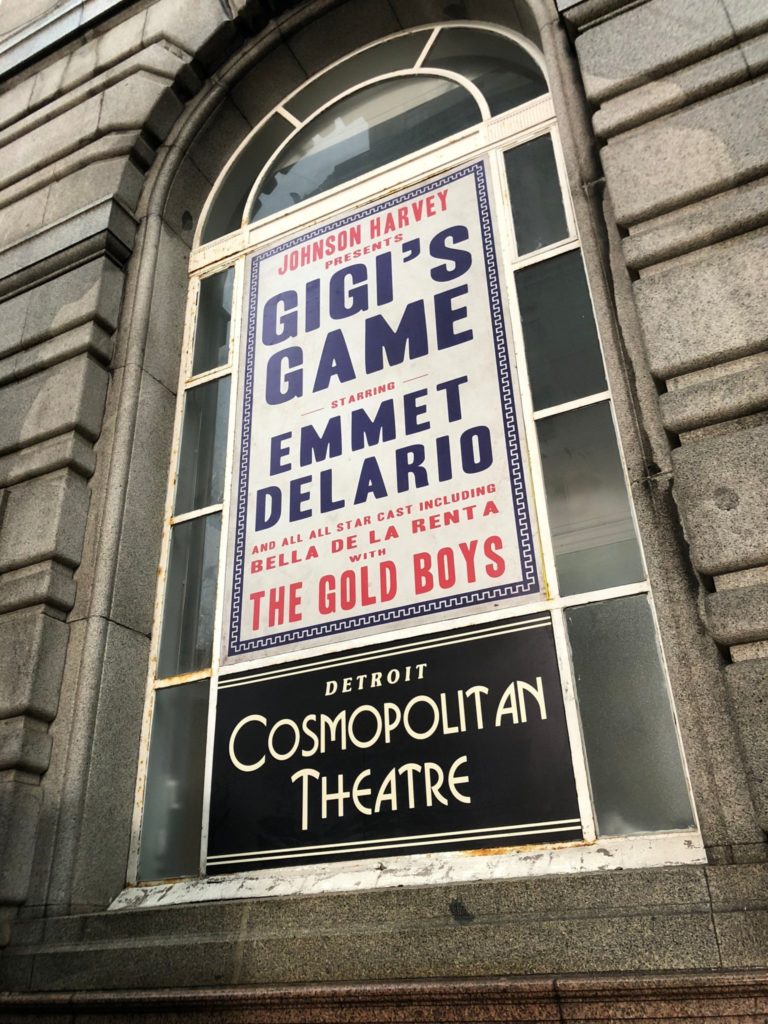 JOHNSON HARVEY
PRESENTS
GIGI'S
GAME
STARRING
EMMET
DELARIO
AND ALL ALL STAR CAST INCLUDING
BELLA DE LA RENTA
WITH
THE GOLD BOYS
DETROIT
COSMOPOLITAN
THEATRE